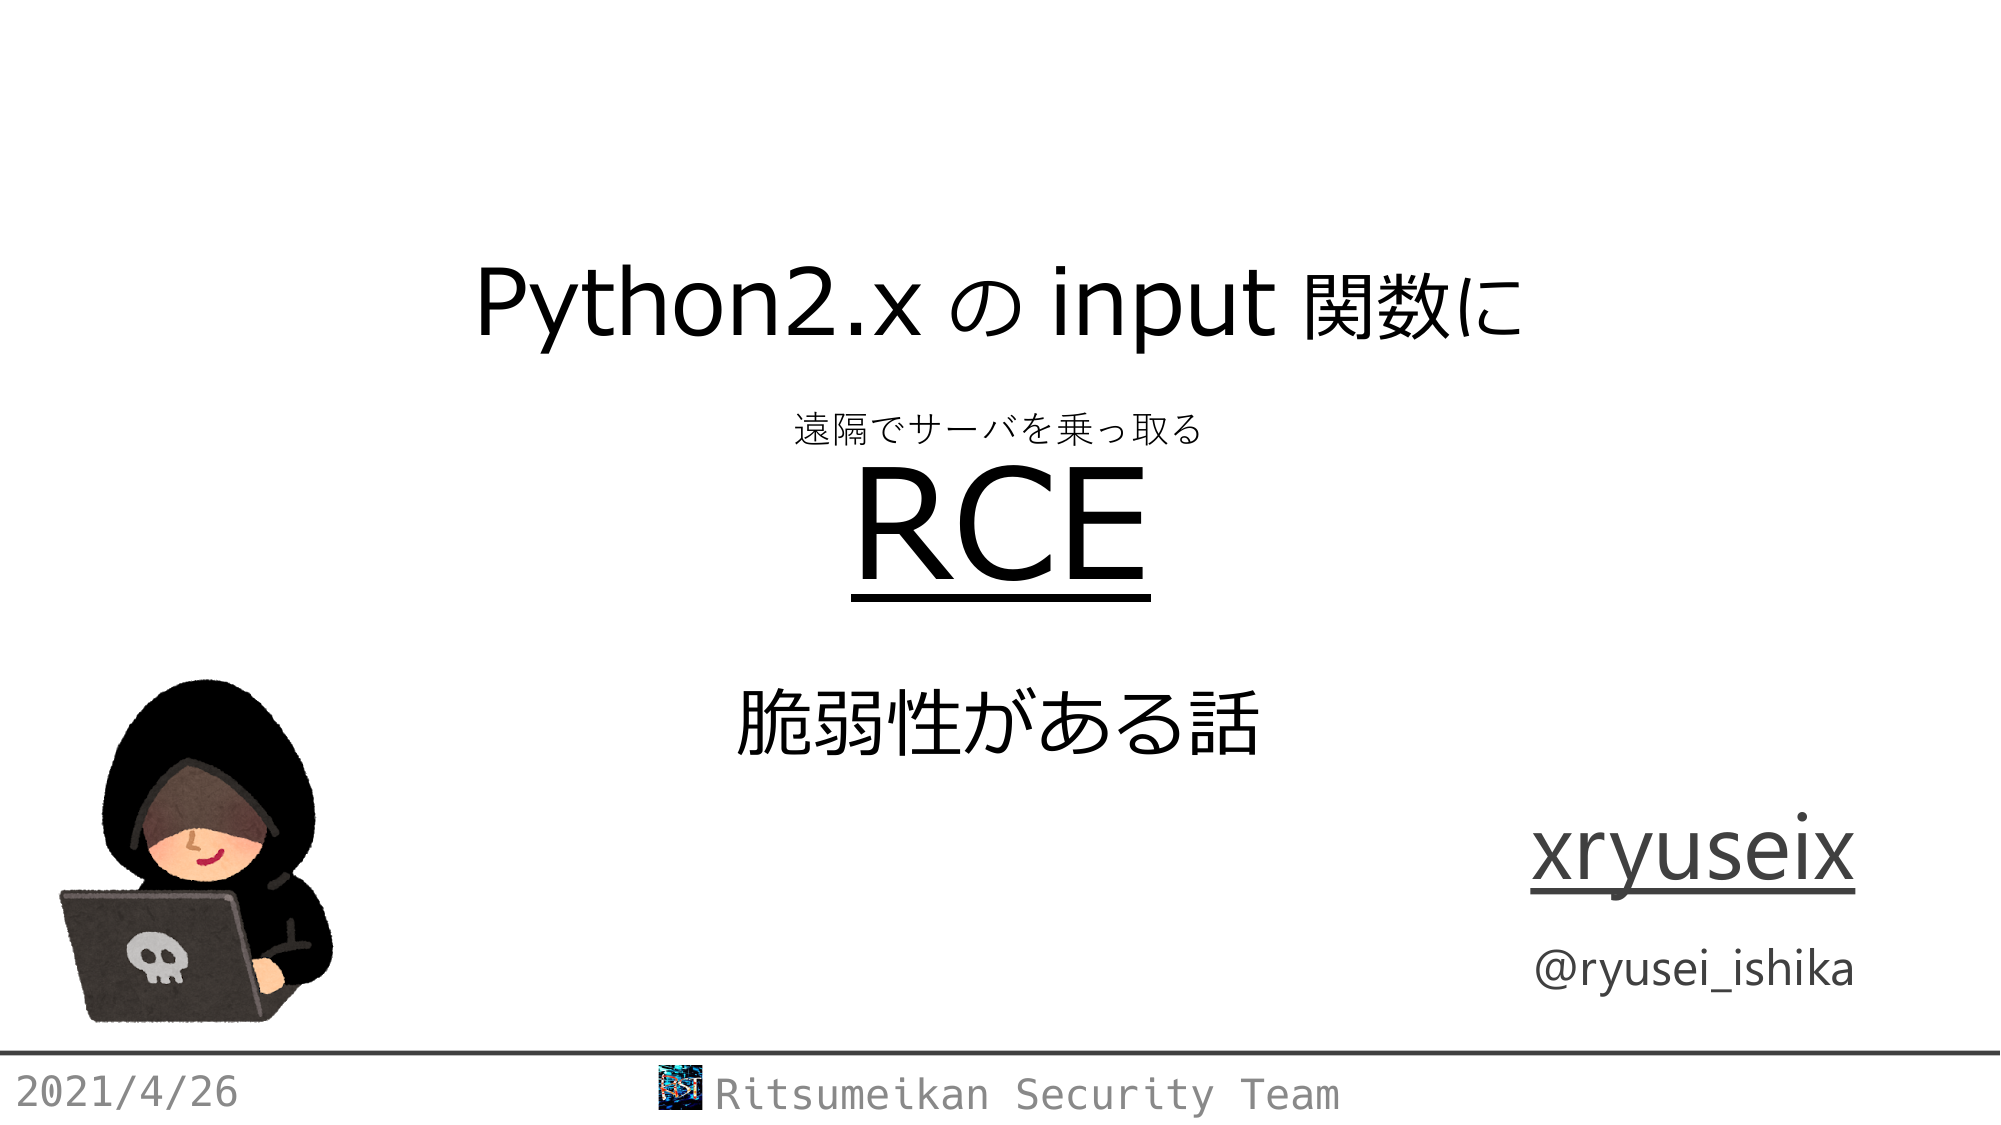 Python2.x の input 関数に
遠隔でサーバを乗っ取る
RCE
脆弱性がある話
xryuseix
@ryusei_ishika
2021/4/26
RST
Ritsumeikan Security Team